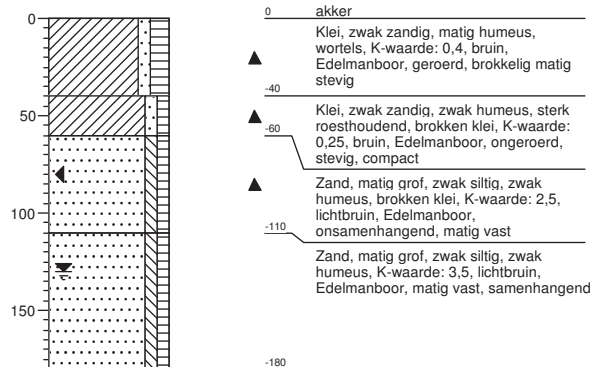 0
50
100
150
0 akker
Klei, zwak zandig, matig humeus,
wortels, K-waarde: 0,4, bruin,
Edelmanboor, geroerd, brokkelig matig
stevig
-40
Klei, zwak zandig, zwak humeus, sterk
roesthoudend, brokken klei, K-waarde:
0,25, bruin, Edelmanboor, ongeroerd,
stevig, compact
-60
Zand, matig grof, zwak siltig, zwak
humeus, brokken klei, K-waarde: 2,5,
lichtbruin, Edelmanboor,
onsamenhangend, matig vast
-110
Zand, matig grof, zwak siltig, zwak
humeus, K-waarde: 3,5, lichtbruin,
Edelmanboor, matig vast, samenhangend
-180